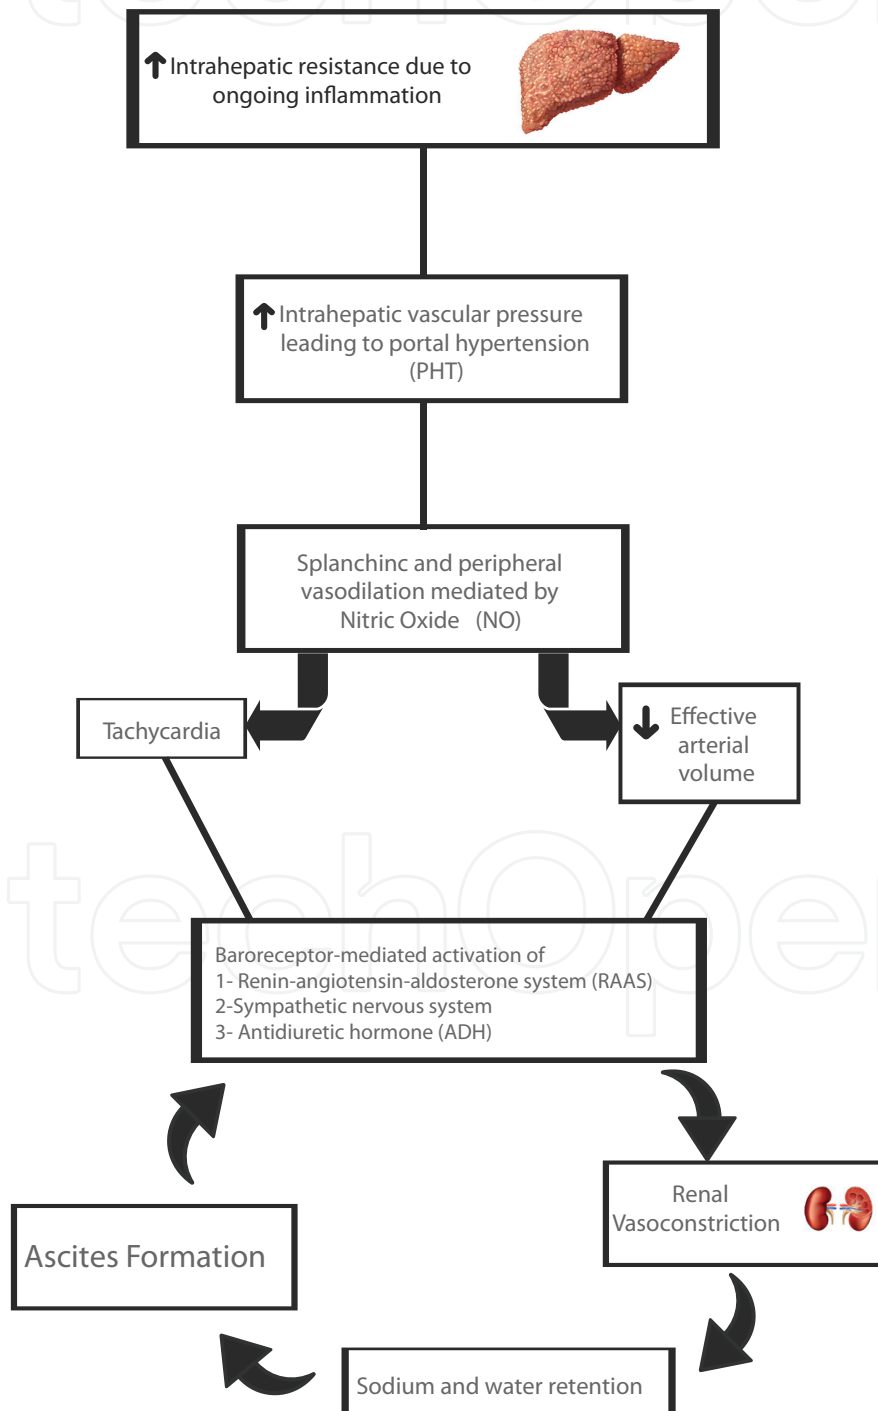 ↑ Intrahepatic resistance due to
ongoing inflammation
↑ Intrahepatic vascular pressure
leading to portal hypertension
(PHT)
Splanchinc and peripheral
vasodilation mediated by
Nitric Oxide (NO)
Tachycardia
↓ Effective
arterial
volume
Baroreceptor-mediated activation of
1- Renin-angiotensin-aldosterone system (RAAS)
2-Sympathetic nervous system
3- Antidiuretic hormone (ADH)
Renal
Vasoconstriction
Ascites Formation
Sodium and water retention
techOpe